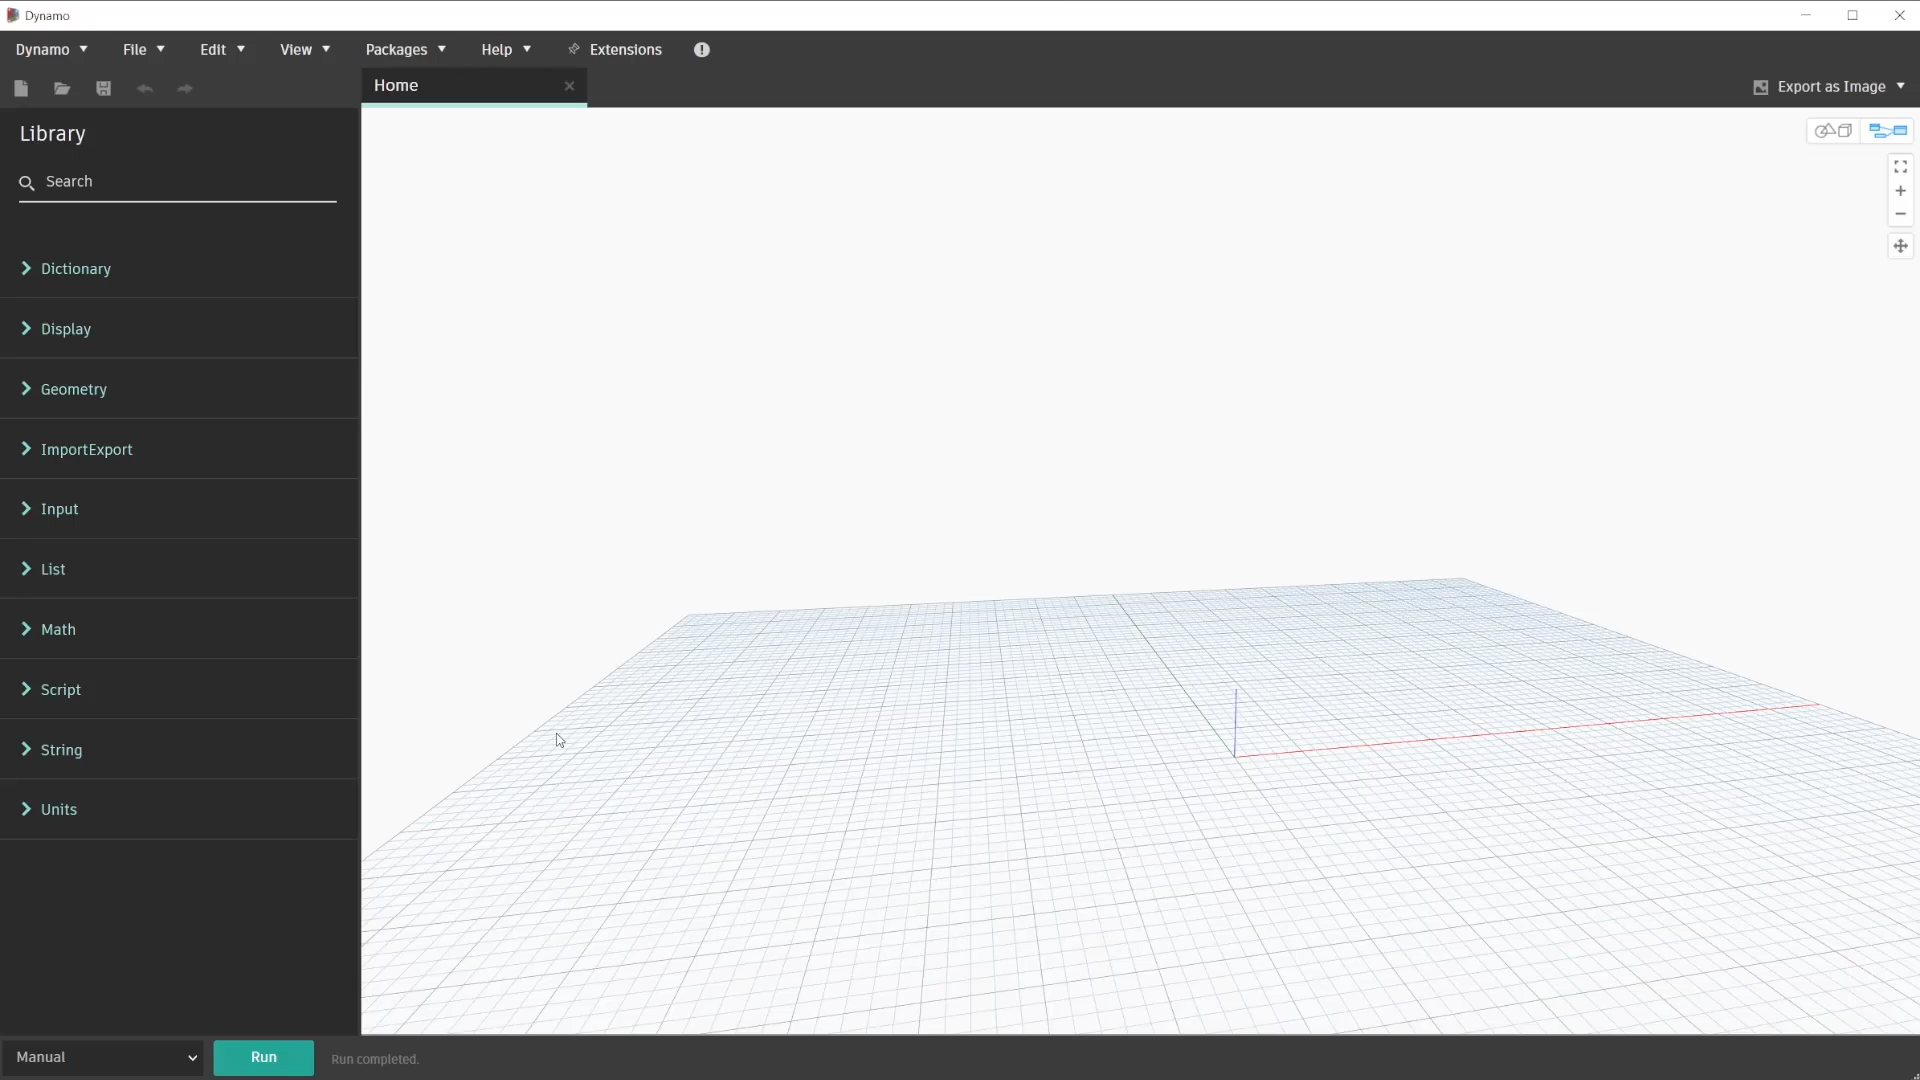 Dynamo
Dynamo File Edit View Packages Help Extensions
Home
Export as Image
Library
Search
Dictionary
Display
Geometry
ImportExport
Input
List
Math
Script
String
Units
Manual
Run
Run completed.